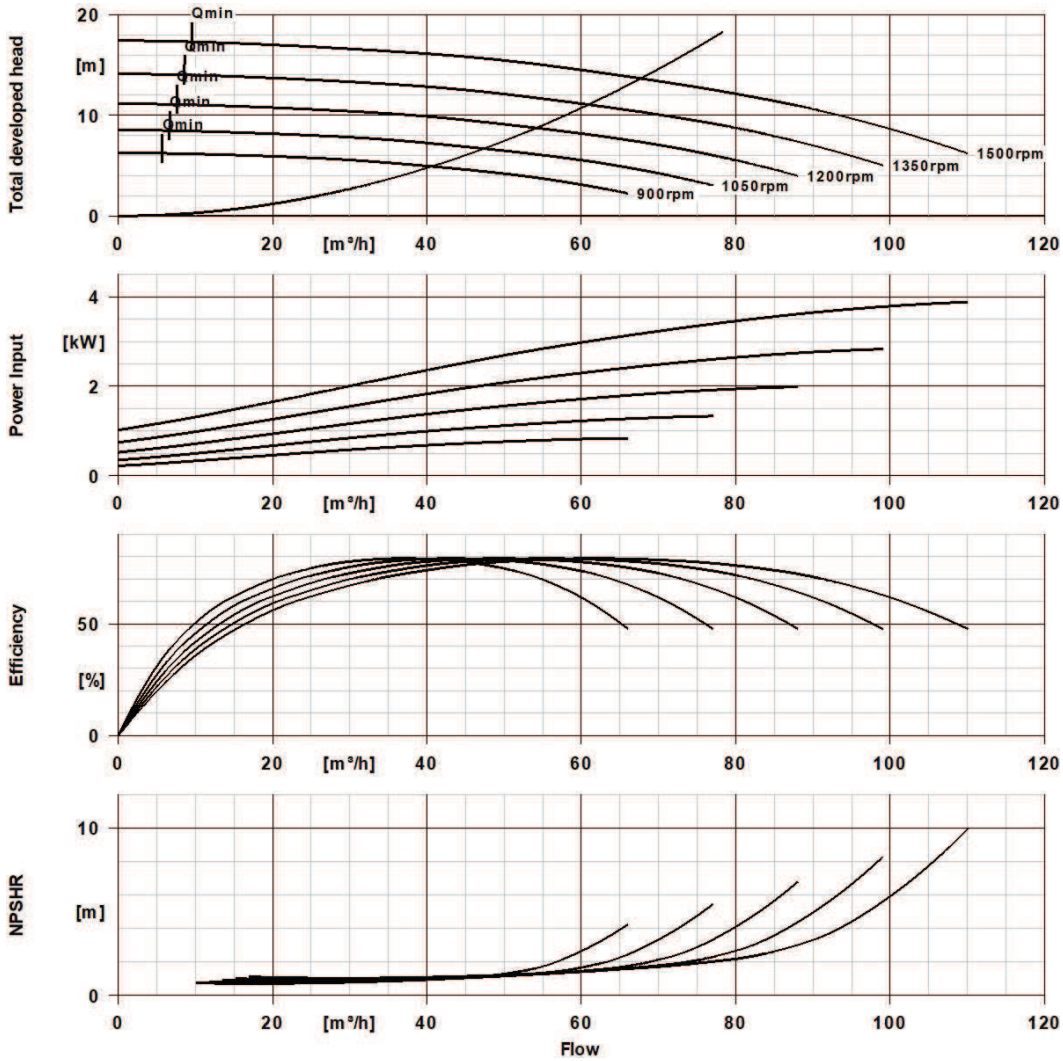 Total developed head
20
[m]
10
0
Qmin
Qmin
Qmin
Qmin
Qmin
1500rpm
1350rpm
1200rpm
1050rpm
900rpm
0 20 [m³/h] 40 60 80 100 120
Power Input
4
[kW]
2
0
0 20 [m³/h] 40 60 80 100 120
Efficiency
50
[%]
0
0 20 [m³/h] 40 60 80 100 120
NPSHR
10
[m]
0
0 20 [m³/h] 40 60 80 100 120
Flow